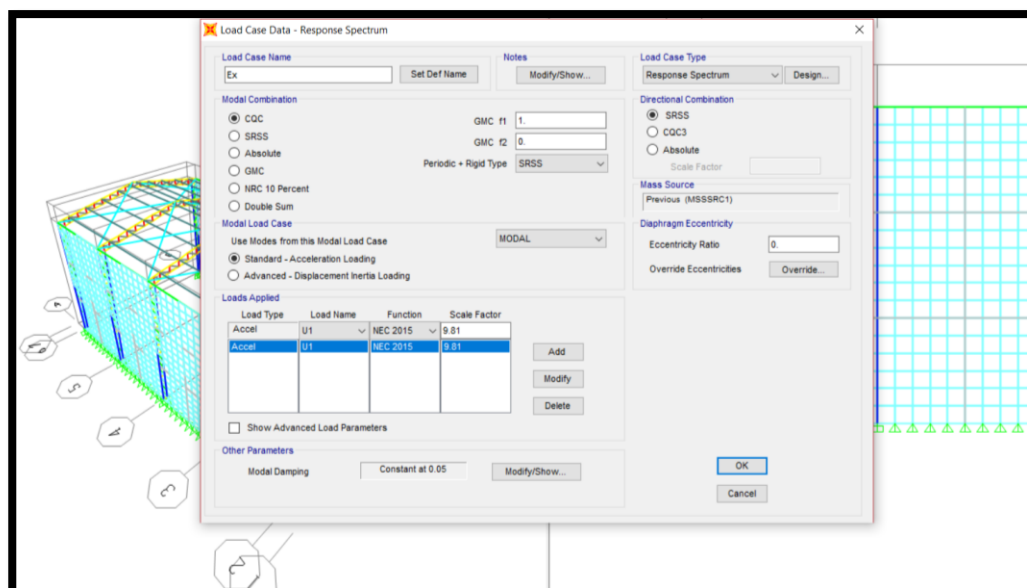 Load Case Data - Response Spectrum
Load Case Name
Ex
Set Def Name
Notes
Modify/Show...
Load Case Type
Response Spectrum
Design...
Modal Combination
CQC
SRSS
Absolute
GMC
NRC 10 Percent
Double Sum
GMC f1 1.
GMC f2 0.
Periodic + Rigid Type SRSS
Directional Combination
SRSS
CQC3
Absolute
Scale Factor
Mass Source
Previous (MSSSRC1)
Modal Load Case
Use Modes from this Modal Load Case MODAL
Standard - Acceleration Loading
Advanced - Displacement Inertia Loading
Diaphragm Eccentricity
Eccentricity Ratio 0.
Override Eccentricities Override...
Loads Applied
Load Type Load Name Function Scale Factor
Accel U1 NEC 2015 9.81
Accel U1 NEC 2015 9.81
Add
Modify
Delete
Show Advanced Load Parameters
Other Parameters
Modal Damping Constant at 0.05 Modify/Show...
OK
Cancel
5
4
3
2